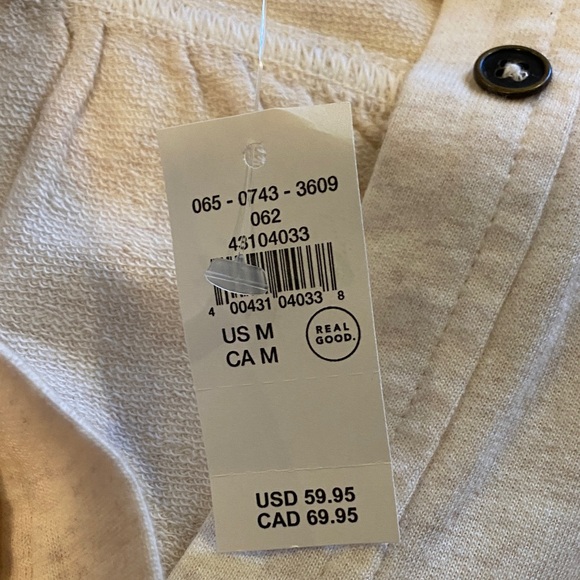 065 - 0743 - 3609
062
43104033
4 00431 04033 8
US M
CA M
REAL
GOOD.
USD 59.95
CAD 69.95